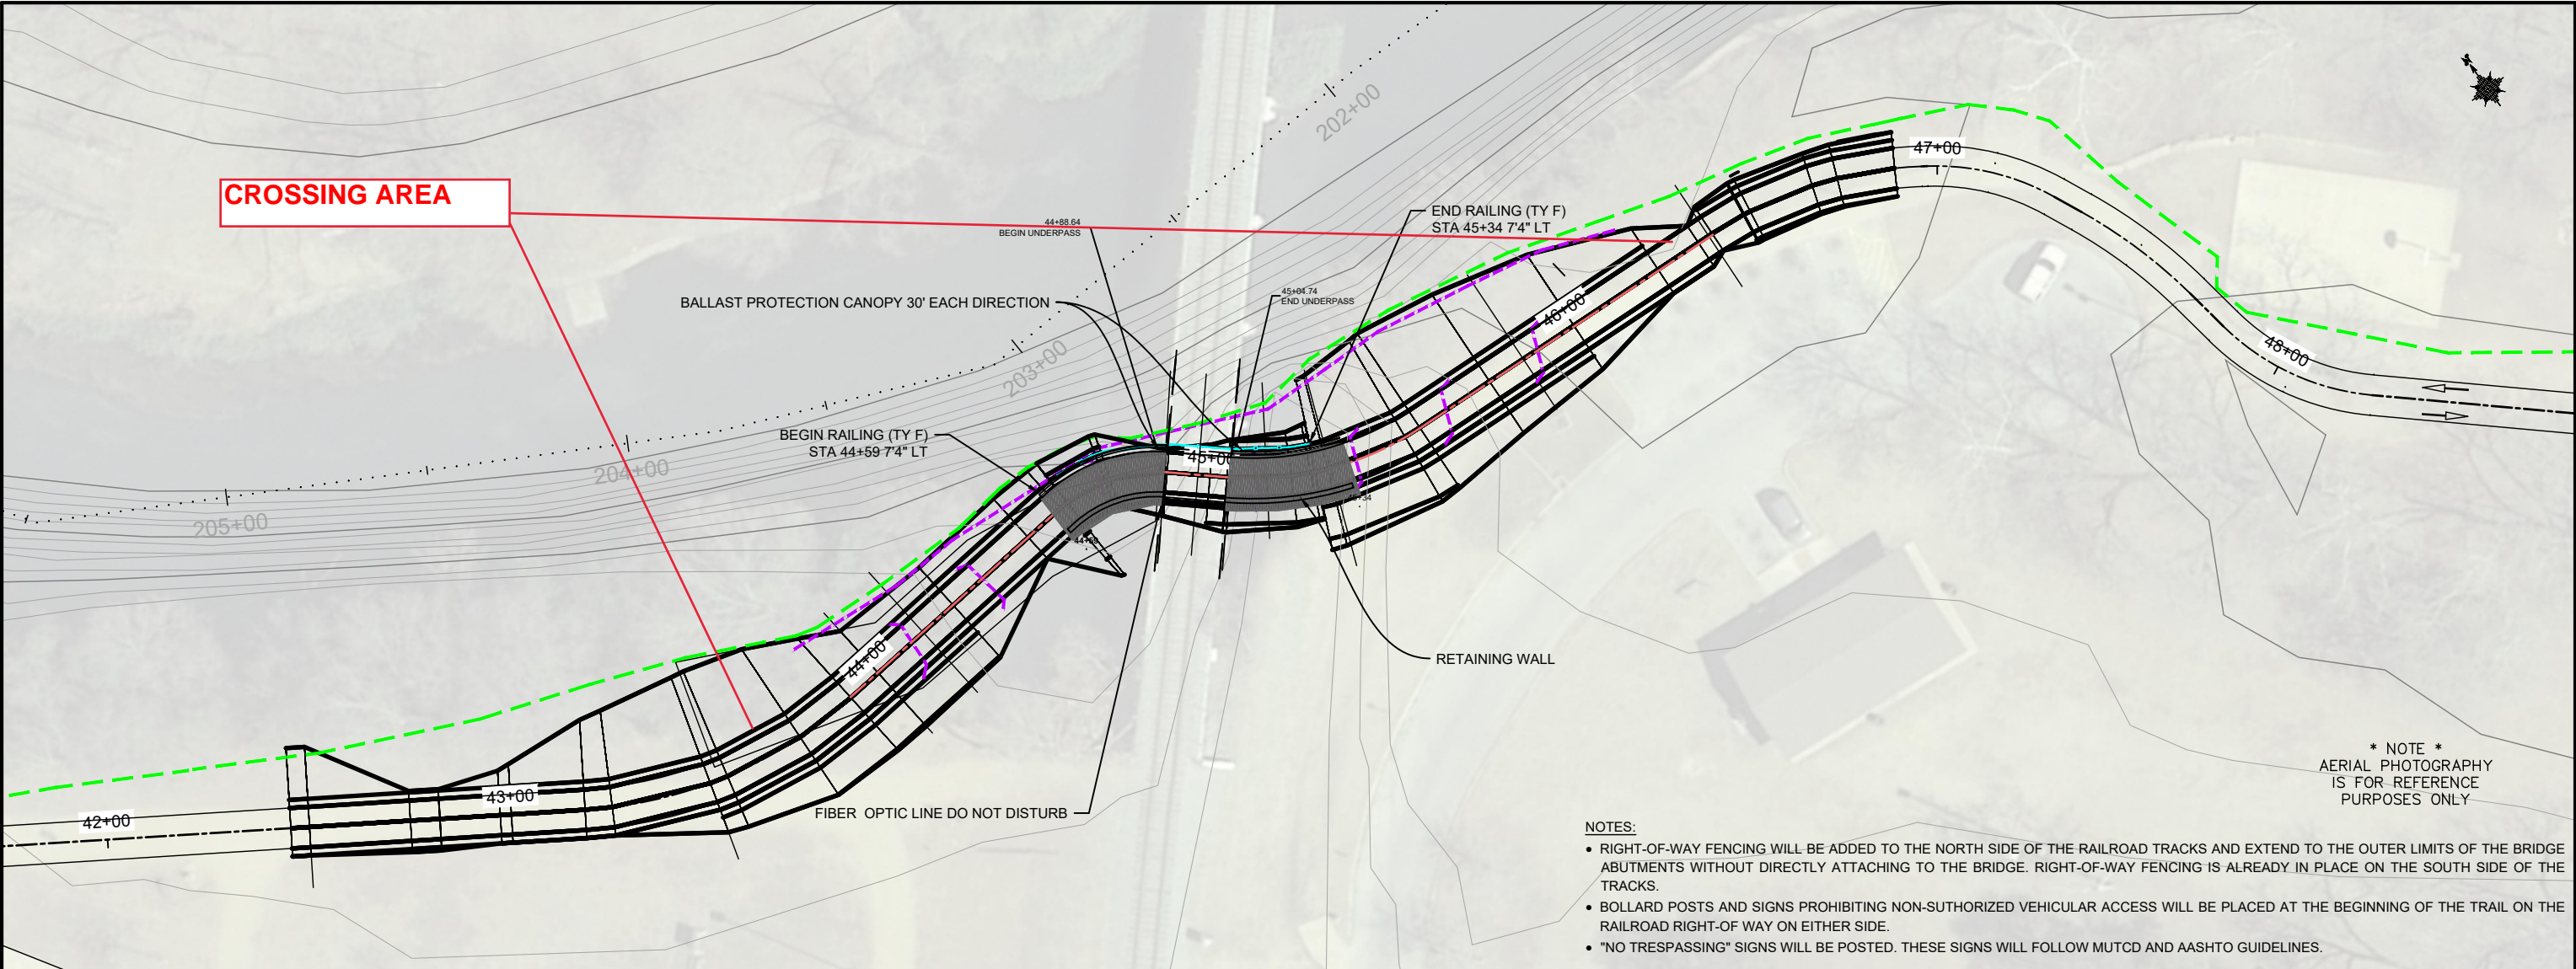 202+00
47+00
CROSSING AREA
END RAILING (TY F)
STA 45+34 7'4" LT
44+88.64
BEGIN UNDERPASS
45+04.74
END UNDERPASS
BALLAST PROTECTION CANOPY 30' EACH DIRECTION
46+00
48+00
203+00
BEGIN RAILING (TY F)
STA 44+59 7'4" LT
45+00
204+00
45+34
205+00
44+59
44+00
RETAINING WALL
43+00
FIBER OPTIC LINE DO NOT DISTURB
42+00
* NOTE *
AERIAL PHOTOGRAPHY
IS FOR REFERENCE
PURPOSES ONLY
NOTES:
• RIGHT-OF-WAY FENCING WILL BE ADDED TO THE NORTH SIDE OF THE RAILROAD TRACKS AND EXTEND TO THE OUTER LIMITS OF THE BRIDGE
ABUTMENTS WITHOUT DIRECTLY ATTACHING TO THE BRIDGE. RIGHT-OF-WAY FENCING IS ALREADY IN PLACE ON THE SOUTH SIDE OF THE
TRACKS.
• BOLLARD POSTS AND SIGNS PROHIBITING NON-SUTHORIZED VEHICULAR ACCESS WILL BE PLACED AT THE BEGINNING OF THE TRAIL ON THE
RAILROAD RIGHT-OF WAY ON EITHER SIDE.
• "NO TRESPASSING" SIGNS WILL BE POSTED. THESE SIGNS WILL FOLLOW MUTCD AND AASHTO GUIDELINES.